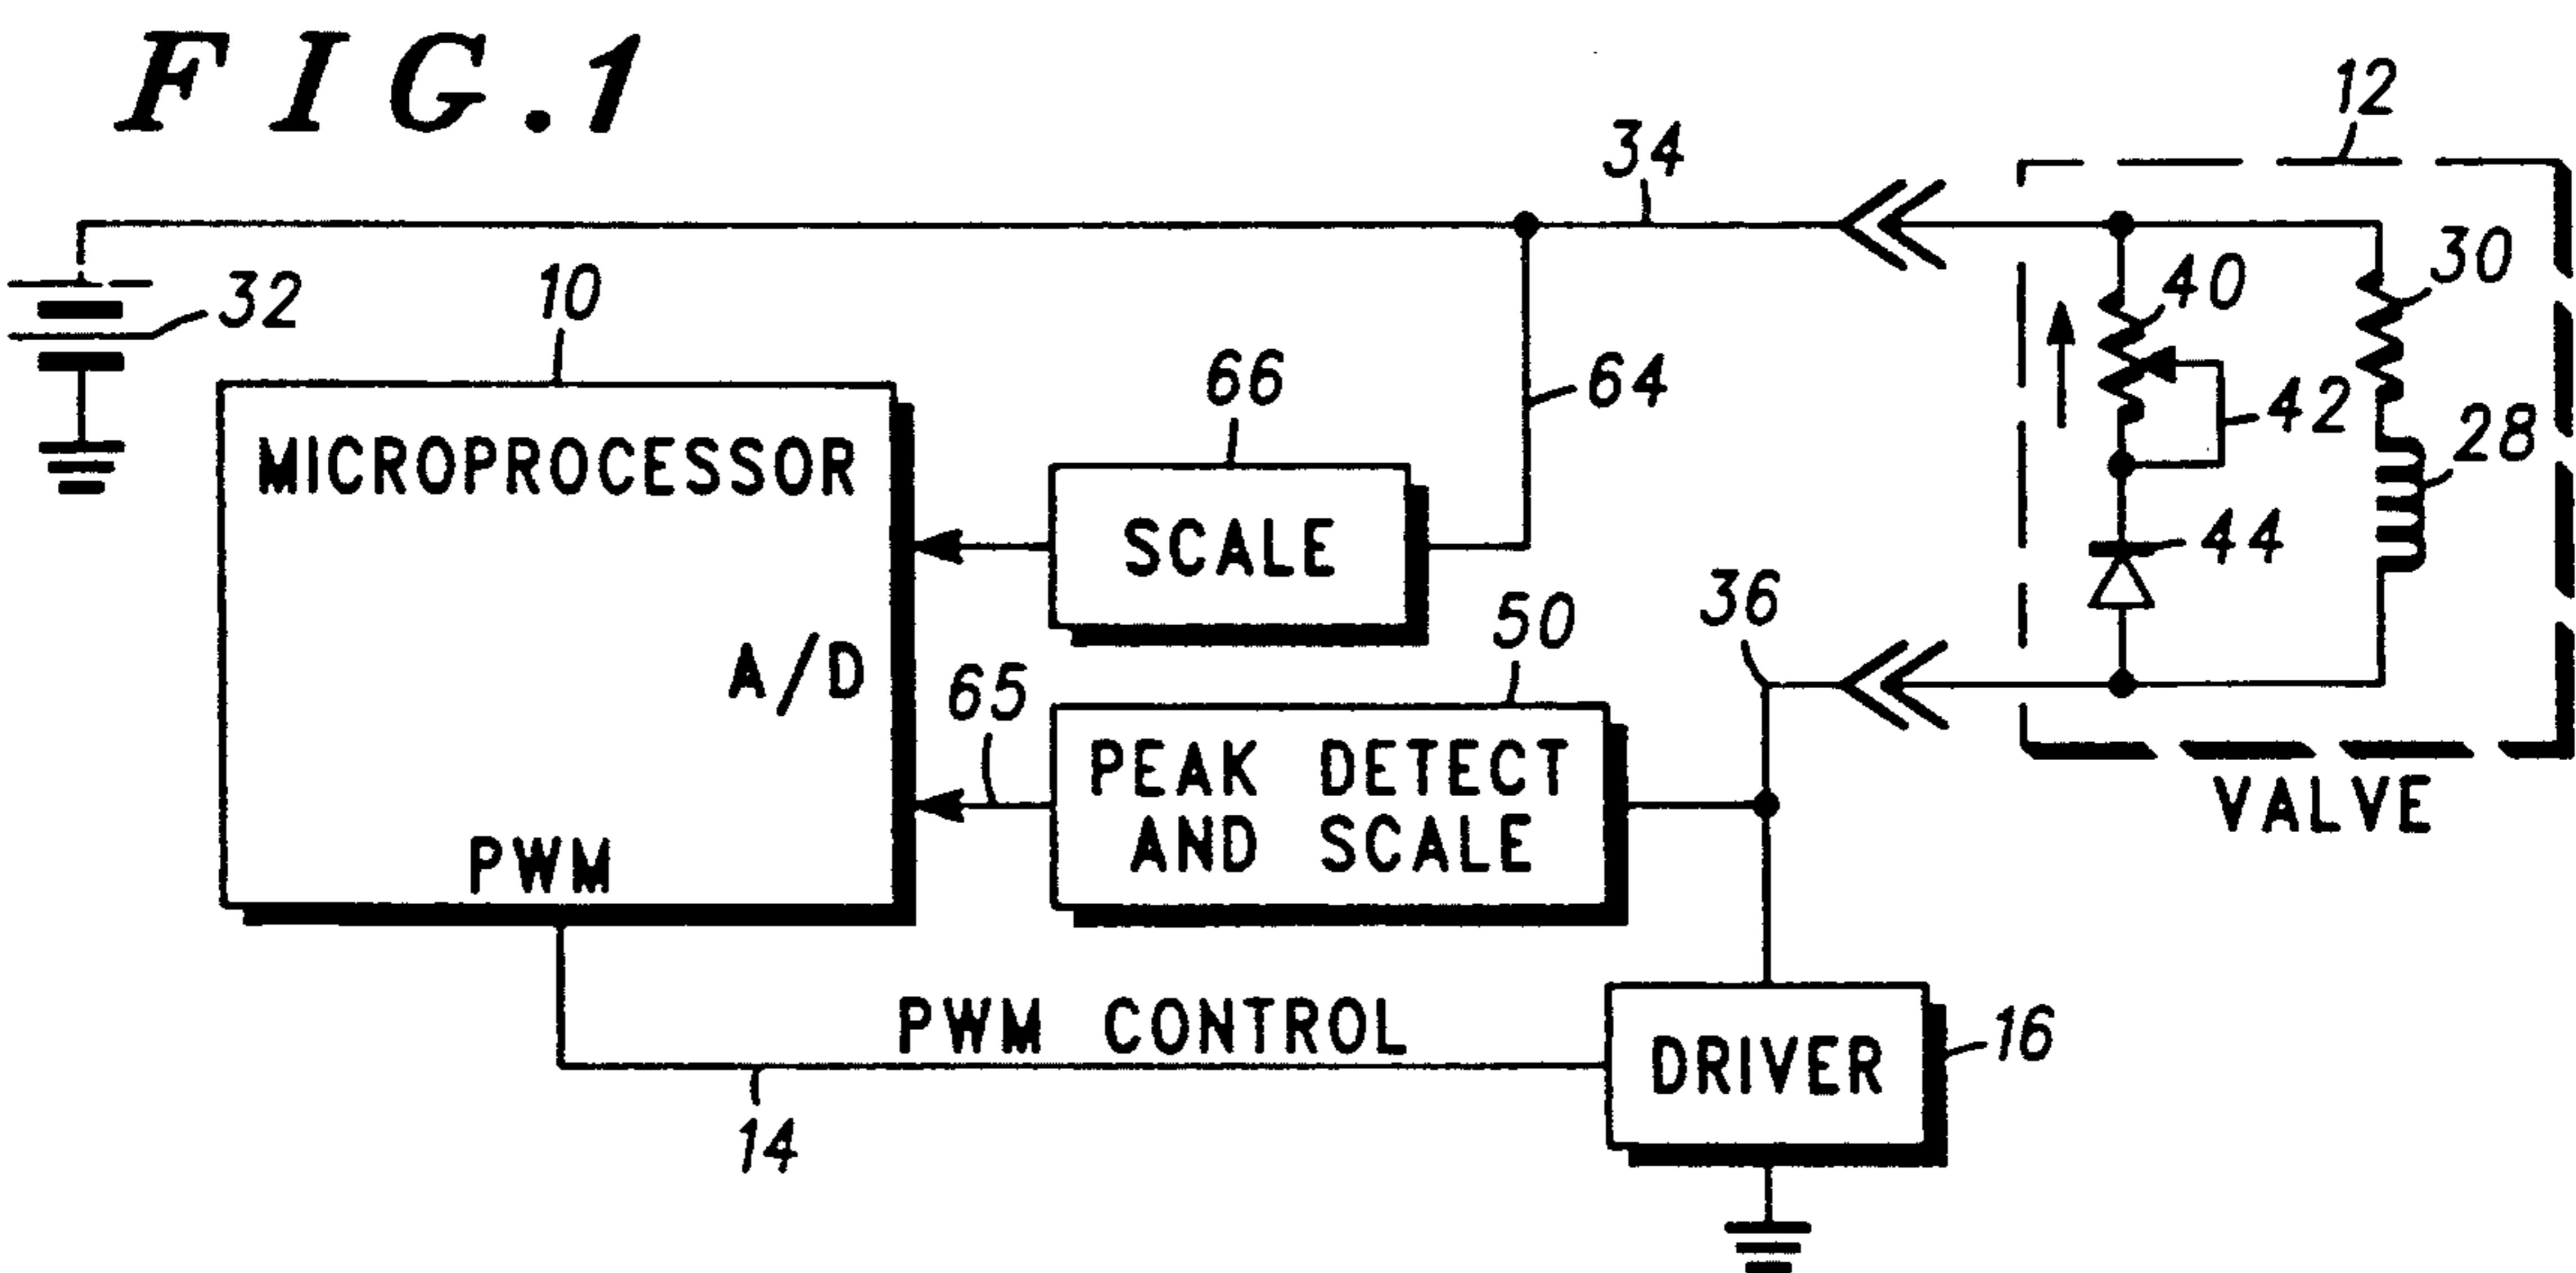 FIG.1
12
34
32
10
40
30
66
64
42
28
MICROPROCESSOR
SCALE
44
A/D
65
50
36
PEAK DETECT
AND SCALE
VALVE
PWM
PWM CONTROL
DRIVER
16
14